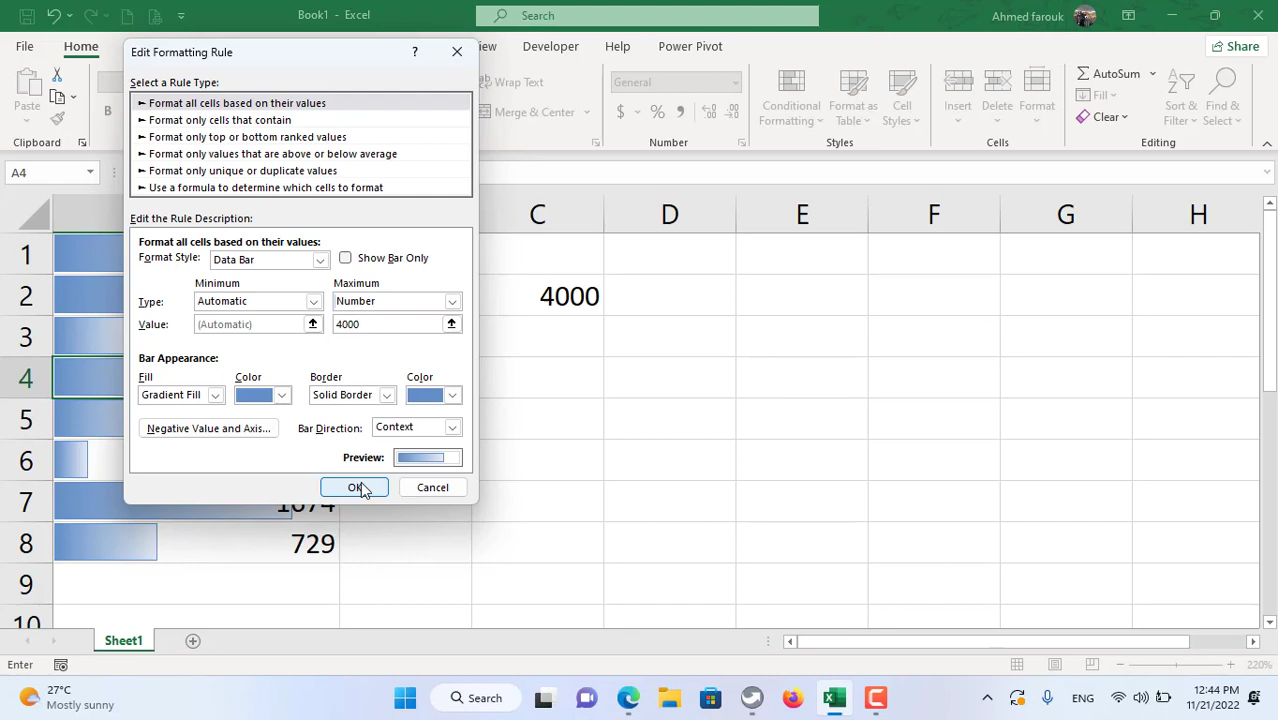 Book1 - Excel
Search
Ahmed farouk
File
Home
ew
Developer
Help
Power Pivot
Share
Paste
Clipboard
B
Wrap Text
Merge & Center
General
$ % 9
Number
Conditional Formatting
Format as Table
Cell Styles
Styles
Insert
Delete
Format
Cells
AutoSum
Fill
Clear
Sort & Filter
Find & Select
Editing
A4
Edit Formatting Rule
?
Select a Rule Type:
► Format all cells based on their values
► Format only cells that contain
► Format only top or bottom ranked values
► Format only values that are above or below average
► Format only unique or duplicate values
► Use a formula to determine which cells to format
Edit the Rule Description:
Format all cells based on their values:
Format Style: Data Bar Show Bar Only
Minimum Maximum
Type: Automatic Number
Value: (Automatic) 4000
Bar Appearance:
Fill Color Border Color
Gradient Fill Solid Border
Negative Value and Axis... Bar Direction: Context
Preview:
OK Cancel
C D E F G H
1
2 4000
3
4
5
6
7 1674
8 729
9
10
Sheet1
Enter
220%
27°C
Mostly sunny
Search
ENG
12:44 PM
11/21/2022